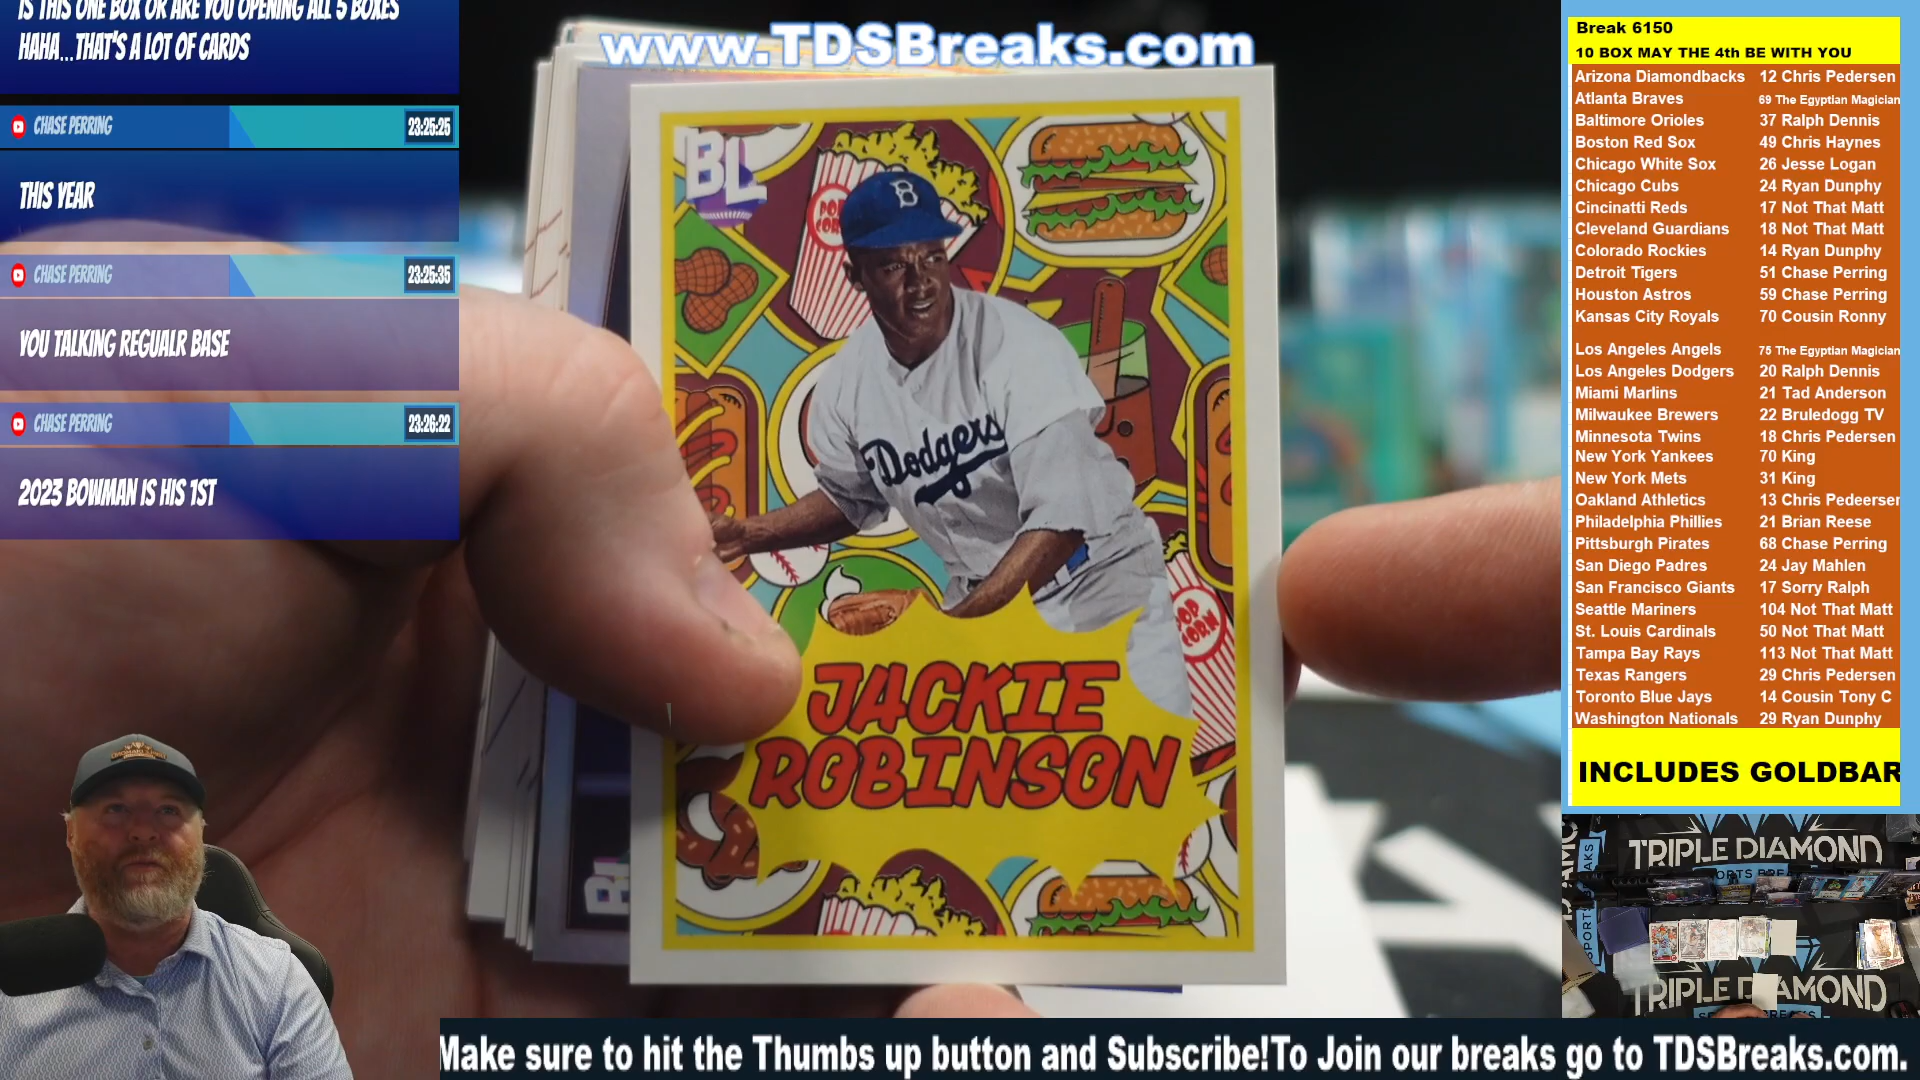 IS THIS ONE BOX OR ARE YOU OPENING ALL 5 BOXES
HAHA...THAT'S A LOT OF CARDS
CHASE PERRING
23:25:25
THIS YEAR
CHASE PERRING
23:25:35
YOU TALKING REGUALR BASE
CHASE PERRING
23:26:22
2023 BOWMAN IS HIS 1ST
www.TDSBreaks.com
BL
POP
CORN
B
Dodgers
POP
CORN
JACKIE
ROBINSON
Break 6150
10 BOX MAY THE 4th BE WITH YOU
Arizona Diamondbacks 12 Chris Pedersen
Atlanta Braves 69 The Egyptian Magician
Baltimore Orioles 37 Ralph Dennis
Boston Red Sox 49 Chris Haynes
Chicago White Sox 26 Jesse Logan
Chicago Cubs 24 Ryan Dunphy
Cincinatti Reds 17 Not That Matt
Cleveland Guardians 18 Not That Matt
Colorado Rockies 14 Ryan Dunphy
Detroit Tigers 51 Chase Perring
Houston Astros 59 Chase Perring
Kansas City Royals 70 Cousin Ronny
Los Angeles Angels 75 The Egyptian Magician
Los Angeles Dodgers 20 Ralph Dennis
Miami Marlins 21 Tad Anderson
Milwaukee Brewers 22 Bruledogg TV
Minnesota Twins 18 Chris Pedersen
New York Yankees 70 King
New York Mets 31 King
Oakland Athletics 13 Chris Pedeersen
Philadelphia Phillies 21 Brian Reese
Pittsburgh Pirates 68 Chase Perring
San Diego Padres 24 Jay Mahlen
San Francisco Giants 17 Sorry Ralph
Seattle Mariners 104 Not That Matt
St. Louis Cardinals 50 Not That Matt
Tampa Bay Rays 113 Not That Matt
Texas Rangers 29 Chris Pedersen
Toronto Blue Jays 14 Cousin Tony C
Washington Nationals 29 Ryan Dunphy
INCLUDES GOLDBAR
TRIPLE DIAMOND
TRIPLE DIAMOND
Make sure to hit the Thumbs up button and Subscribe!To Join our breaks go to TDSBreaks.com.